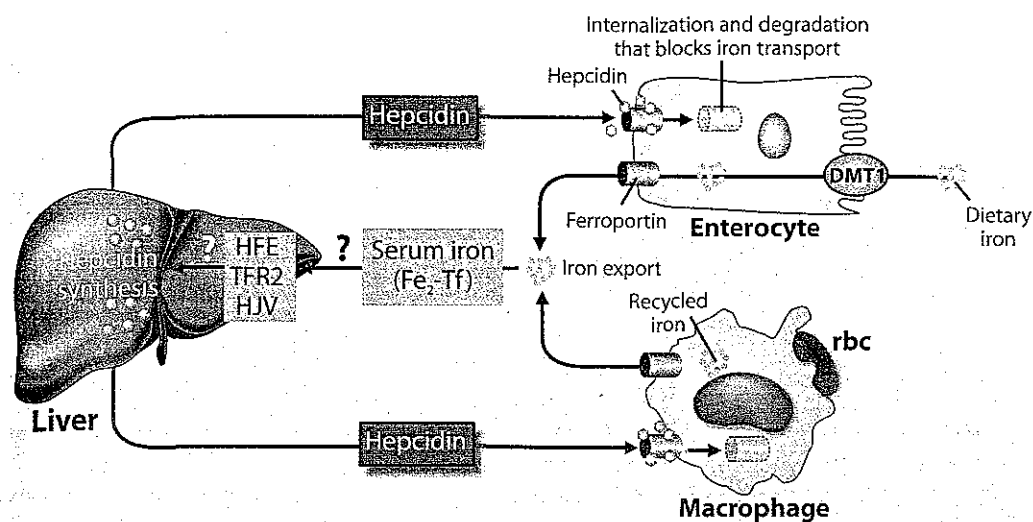 Internalization and degradation
that blocks iron transport
Hepcidin
Hepcidin
DMT1
Ferroportin
Enterocyte
Dietary
iron
Hepcidin
synthesis
?
HFE
TFR2
HJV
?
Serum iron
(Fe₂-Tf)
Iron export
Recycled
iron
rbc
Liver
Hepcidin
Macrophage